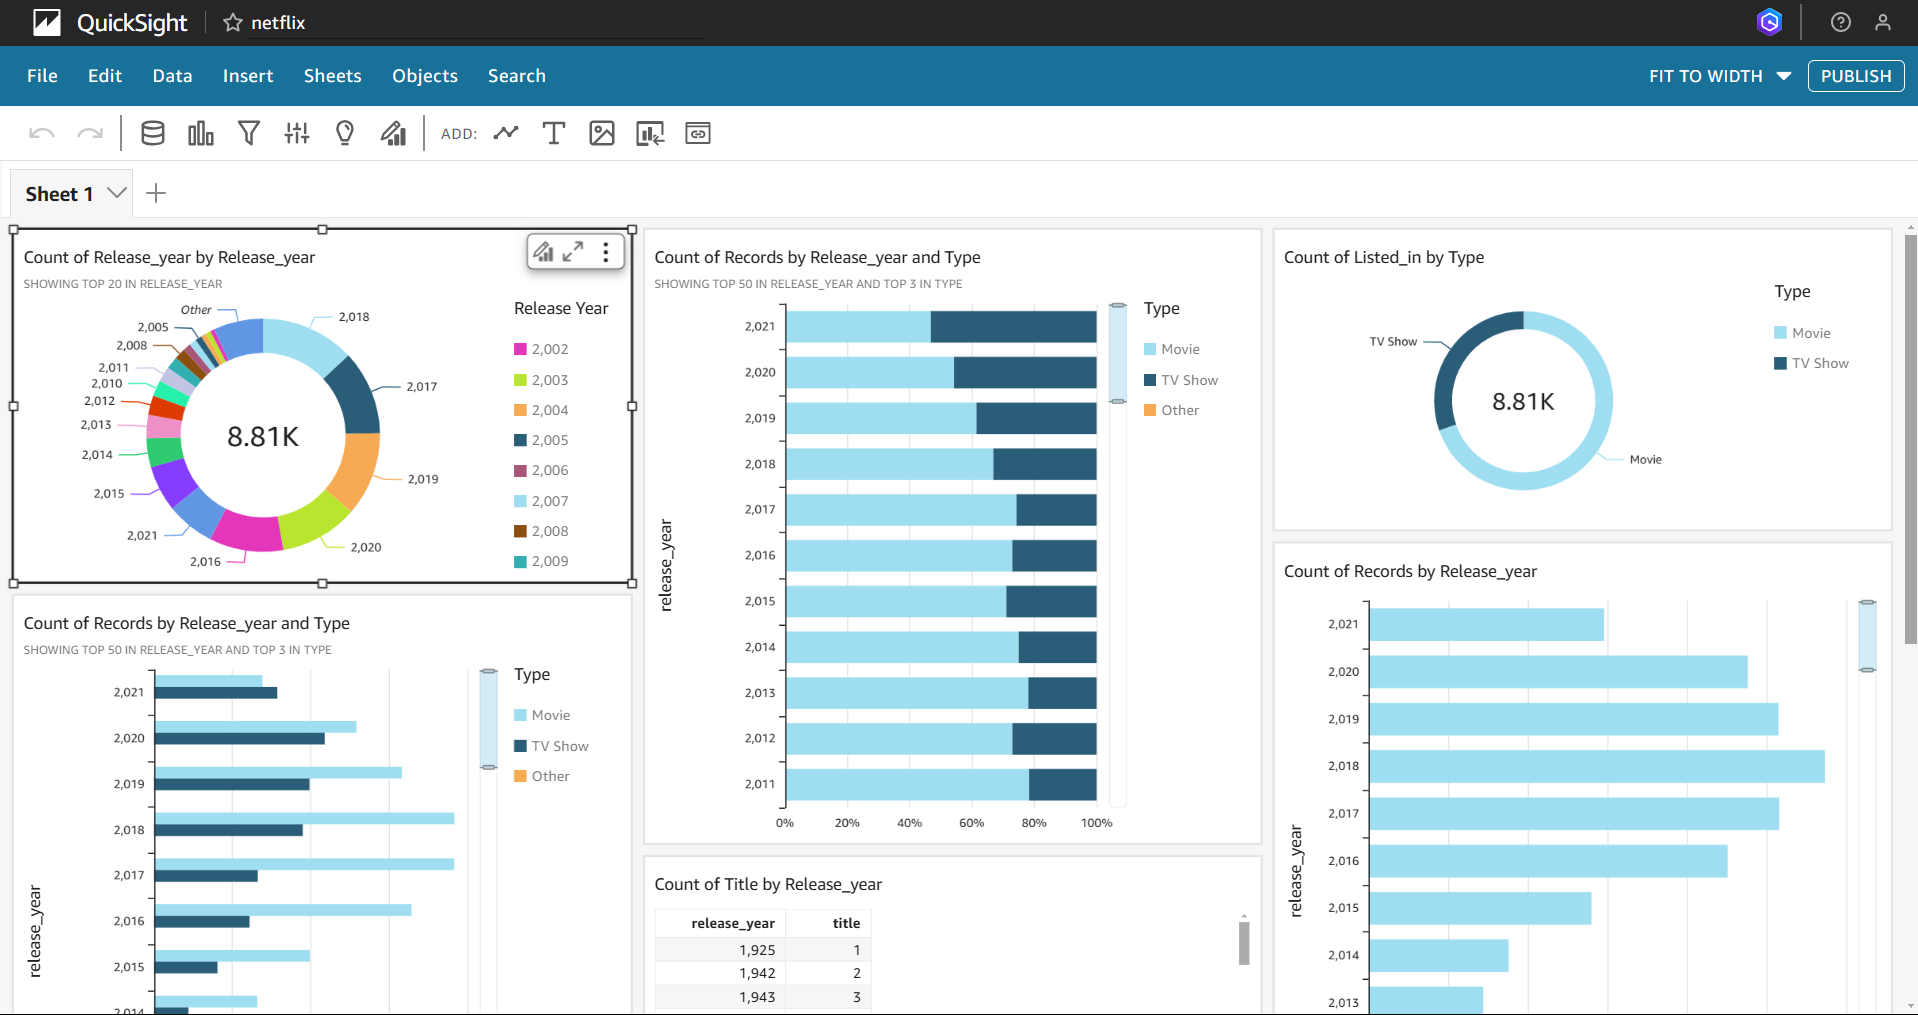 QuickSight netflix
File Edit Data Insert Sheets Objects Search FIT TO WIDTH PUBLISH
ADD:
Sheet 1
Count of Release_year by Release_year
SHOWING TOP 20 IN RELEASE_YEAR
Other
2,005
2,008
2,011
2,010
2,012
2,013
2,014
2,015
2,021
2,016
2,018
2,017
2,019
2,020
8.81K
Release Year
2,002
2,003
2,004
2,005
2,006
2,007
2,008
2,009
Count of Records by Release_year and Type
SHOWING TOP 50 IN RELEASE_YEAR AND TOP 3 IN TYPE
release_year
2,021
2,020
2,019
2,018
2,017
2,016
2,015
2,014
2,013
2,012
2,011
0% 20% 40% 60% 80% 100%
Type
Movie
TV Show
Other
Count of Listed_in by Type
TV Show
8.81K
Movie
Type
Movie
TV Show
Count of Records by Release_year and Type
SHOWING TOP 50 IN RELEASE_YEAR AND TOP 3 IN TYPE
release_year
2,021
2,020
2,019
2,018
2,017
2,016
2,015
2,014
Type
Movie
TV Show
Other
Count of Title by Release_year
release_year title
1,925 1
1,942 2
1,943 3
Count of Records by Release_year
release_year
2,021
2,020
2,019
2,018
2,017
2,016
2,015
2,014
2,013